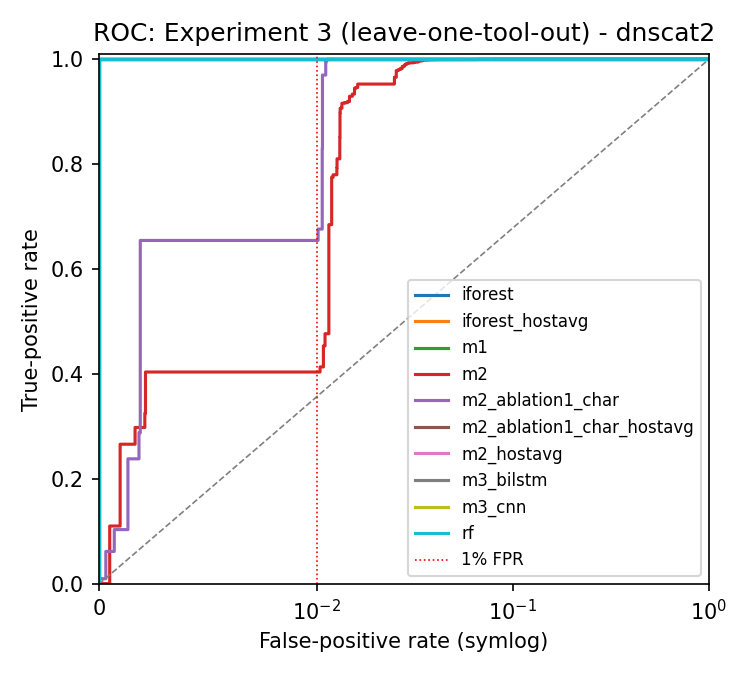 ROC: Experiment 3 (leave-one-tool-out) - dnscat2
True-positive rate
1.0
0.8
0.6
0.4
0.2
0.0
iforest
iforest_hostavg
m1
m2
m2_ablation1_char
m2_ablation1_char_hostavg
m2_hostavg
m3_bilstm
m3_cnn
rf
1% FPR
0 10⁻² 10⁻¹ 10⁰
False-positive rate (symlog)